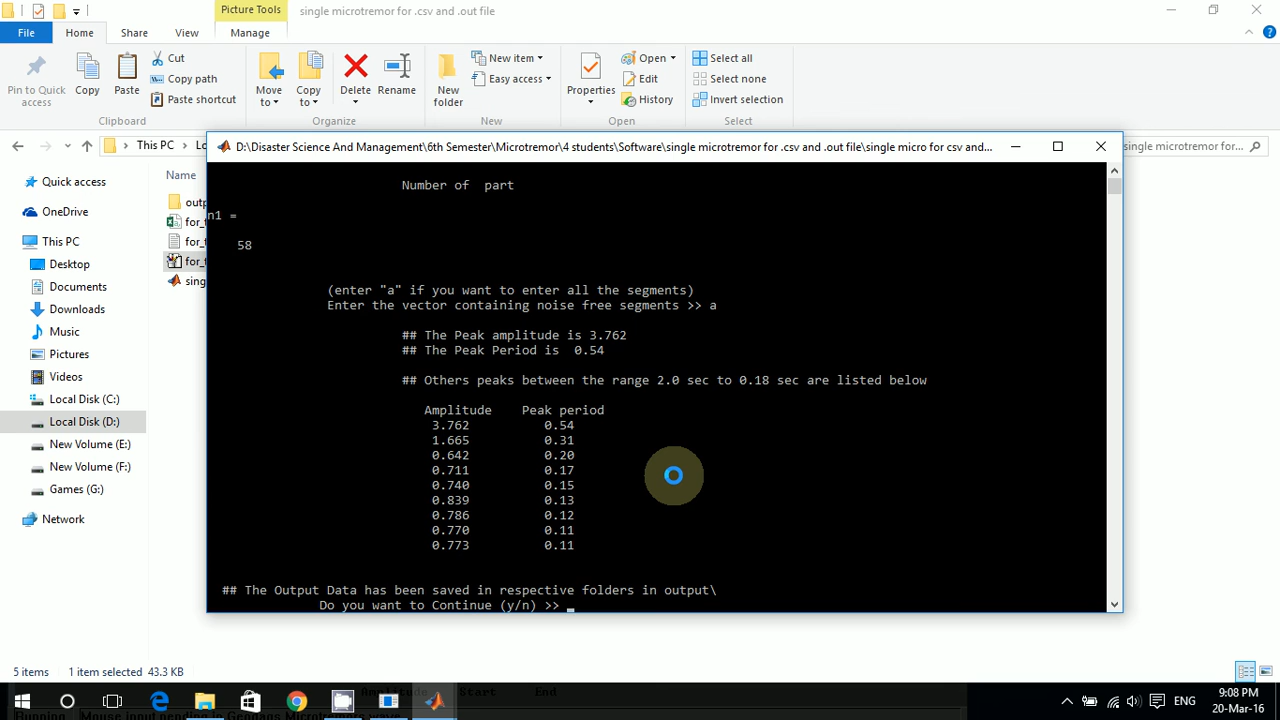 Picture Tools
single microtremor for .csv and .out file
File
Home
Share
View
Manage
Pin to Quick access
Copy
Paste
Cut
Copy path
Paste shortcut
Clipboard
Move to
Copy to
Delete
Rename
Organize
New folder
New item
Easy access
New
Properties
Open
Edit
History
Open
Select all
Select none
Invert selection
Select
This PC
single microtremor for .csv and...
D:\Disaster Science And Management\6th Semester\Microtremor\4 students\Software\single microtremor for .csv and .out file\single micro for csv and...
Name
Quick access
OneDrive
This PC
Desktop
Documents
Downloads
Music
Pictures
Videos
Local Disk (C:)
Local Disk (D:)
New Volume (E:)
New Volume (F:)
Games (G:)
Network
Number of  part
n1 =
58
(enter "a" if you want to enter all the segments)
Enter the vector containing noise free segments >> a
## The Peak amplitude is 3.762
## The Peak Period is  0.54
## Others peaks between the range 2.0 sec to 0.18 sec are listed below
Amplitude    Peak period
3.762    0.54
1.665    0.31
0.642    0.20
0.711    0.17
0.740    0.15
0.839    0.13
0.786    0.12
0.770    0.11
0.773    0.11
## The Output Data has been saved in respective folders in output\
Do you want to Continue (y/n) >> _
5 items
1 item selected  43.3 KB
Start    End
ENG
9:08 PM
20-Mar-16